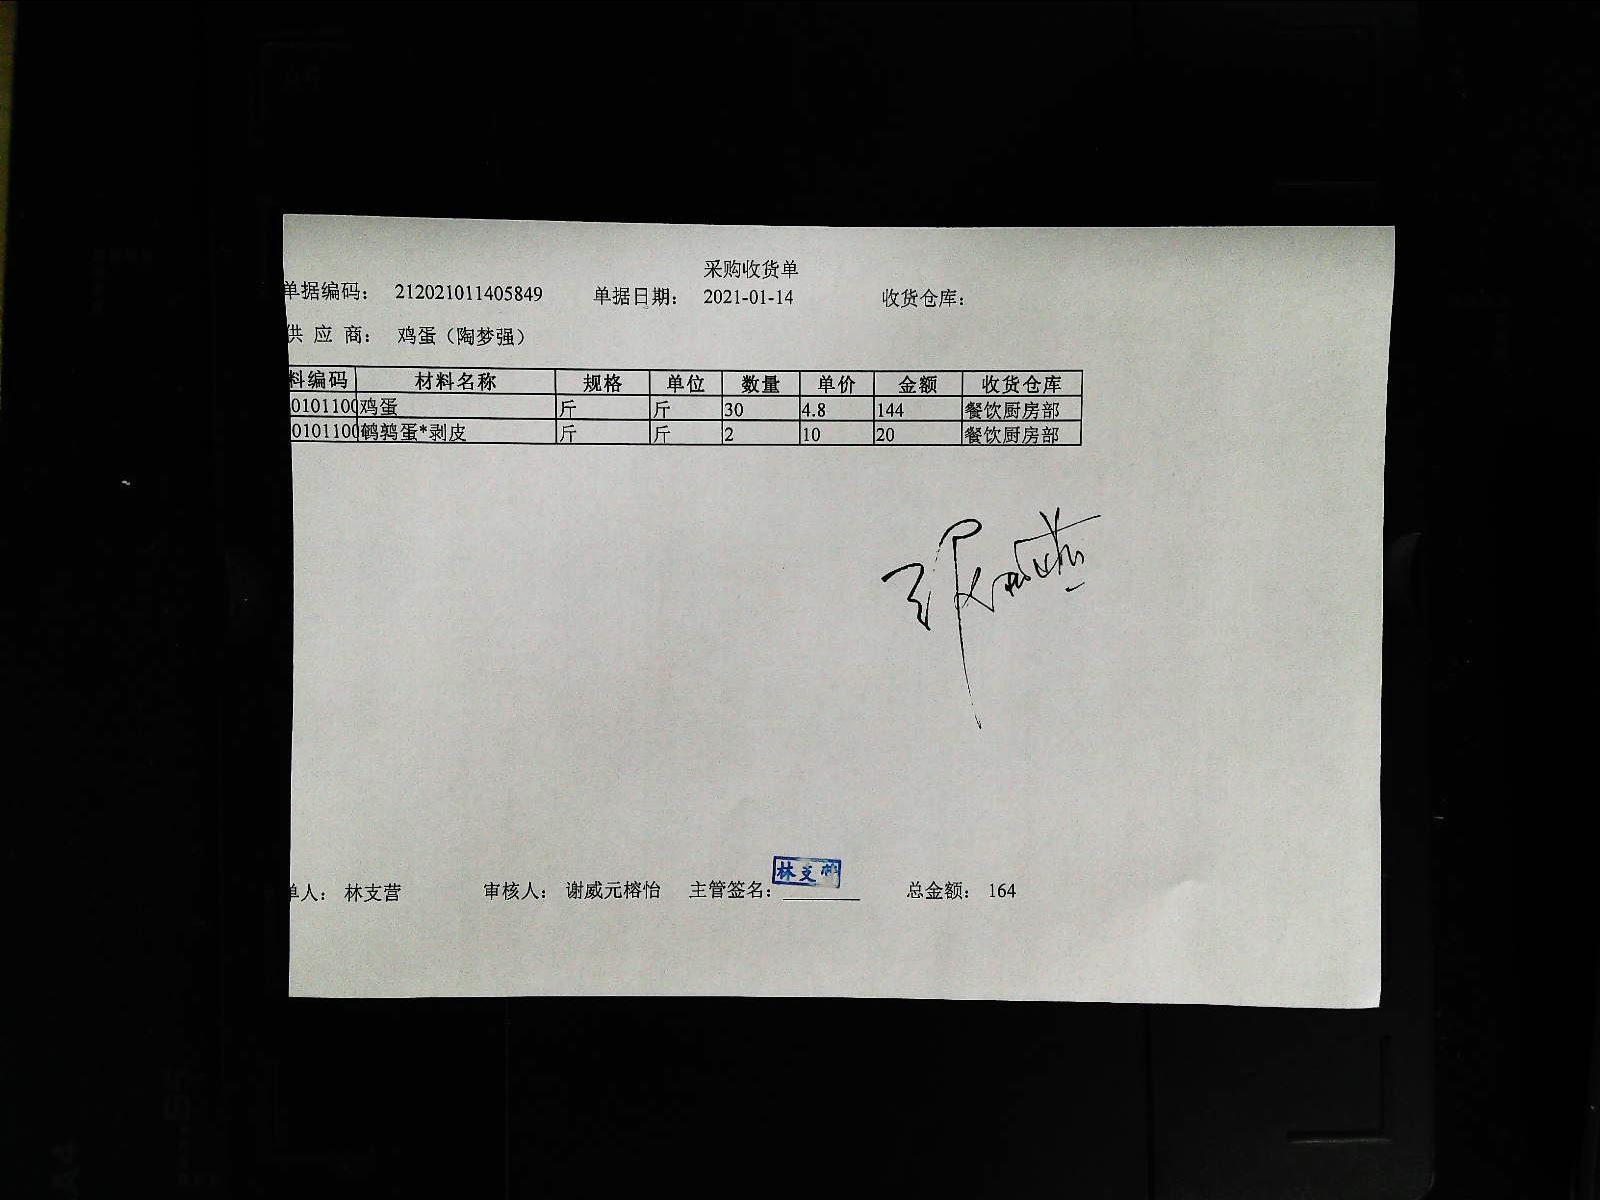 采购收货单
单据编码： 212021011405849 单据日期： 2021-01-14 收货仓库：
供 应 商： 鸡蛋（陶梦强）
料编码 材料名称 规格 单位 数量 单价 金额 收货仓库
0101100 鸡蛋 斤 斤 30 4.8 144 餐饮厨房部
0101100 鹌鹑蛋*剥皮 斤 斤 2 10 20 餐饮厨房部
林支
单人： 林支营 审核人： 谢威元榕怡 主管签名： 总金额： 164